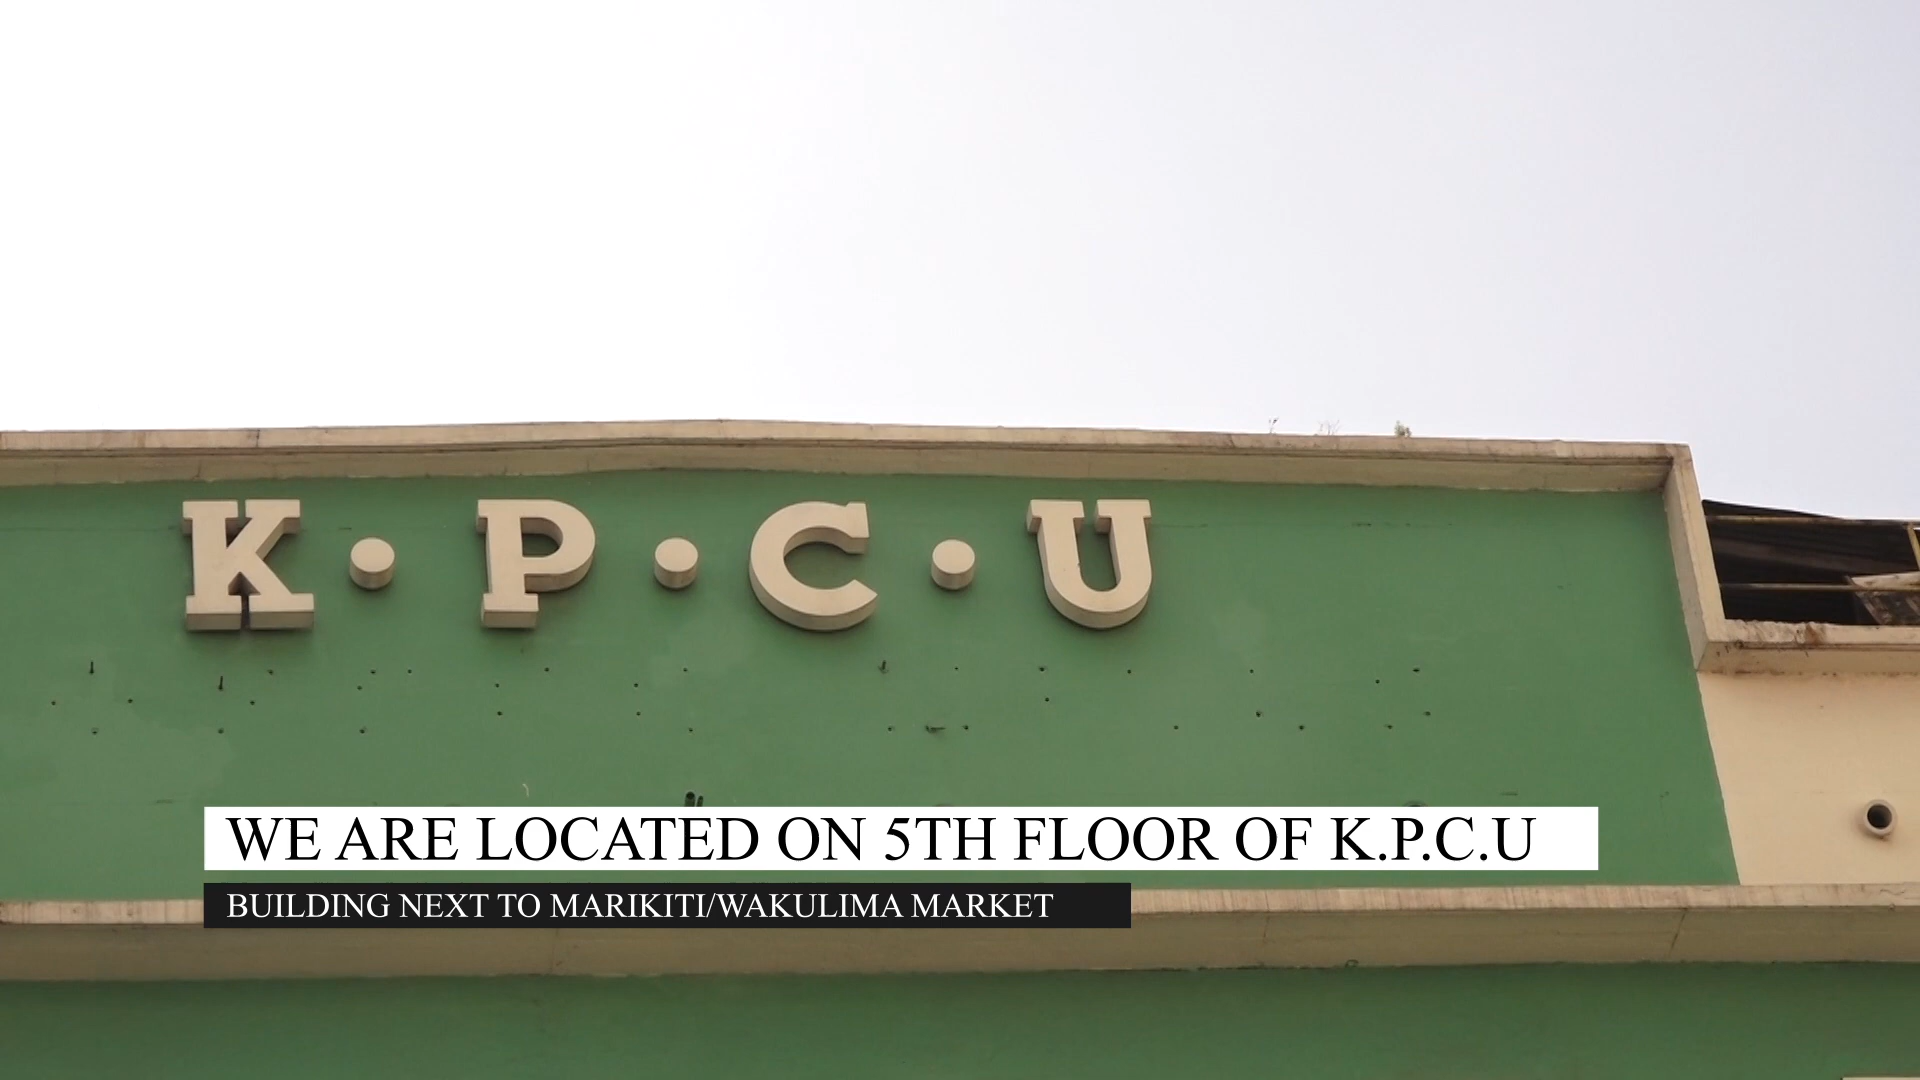 K·P·C·U
WE ARE LOCATED ON 5TH FLOOR OF K.P.C.U
BUILDING NEXT TO MARIKITI/WAKULIMA MARKET